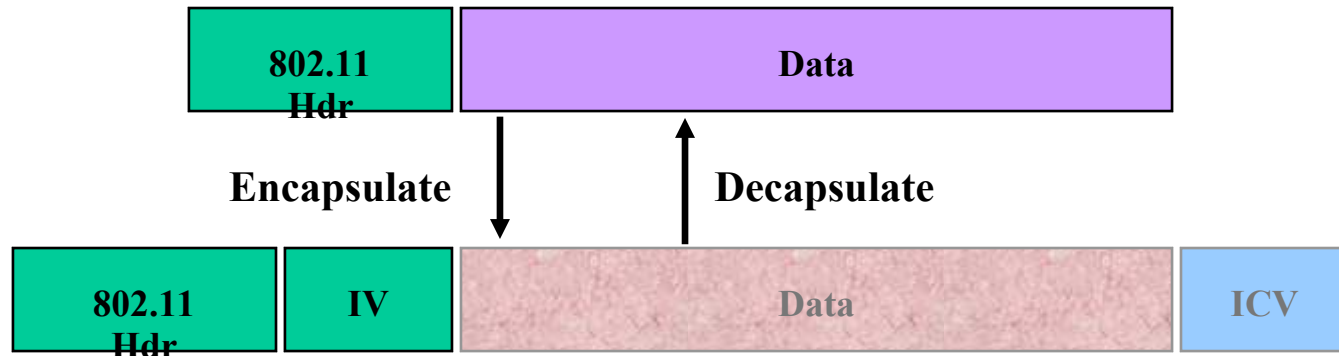 802.11
Hdr
Data
Encapsulate
Decapsulate
802.11
Hdr
IV
Data
ICV